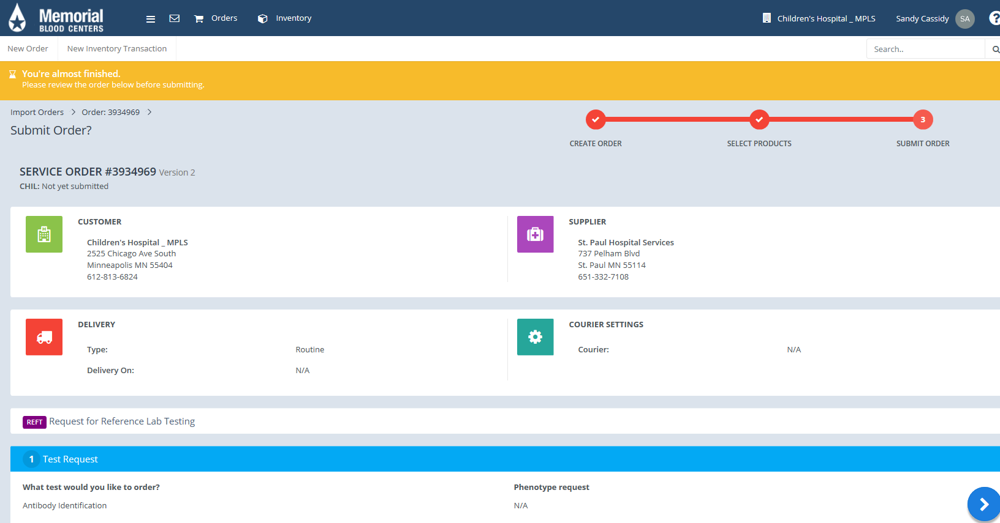 Memorial
BLOOD CENTERS
Orders
Inventory
Children's Hospital _ MPLS
Sandy Cassidy
SA
?
New Order
New Inventory Transaction
Search..
You're almost finished.
Please review the order below before submitting.
Import Orders > Order: 3934969 >
Submit Order?
3
CREATE ORDER
SELECT PRODUCTS
SUBMIT ORDER
SERVICE ORDER #3934969 Version 2
CHIL: Not yet submitted
CUSTOMER
Children's Hospital _ MPLS
2525 Chicago Ave South
Minneapolis MN 55404
612-813-6824
SUPPLIER
St. Paul Hospital Services
737 Pelham Blvd
St. Paul MN 55114
651-332-7108
DELIVERY
Type: Routine
Delivery On: N/A
COURIER SETTINGS
Courier: N/A
REFT Request for Reference Lab Testing
1 Test Request
What test would you like to order?
Antibody Identification
Phenotype request
N/A